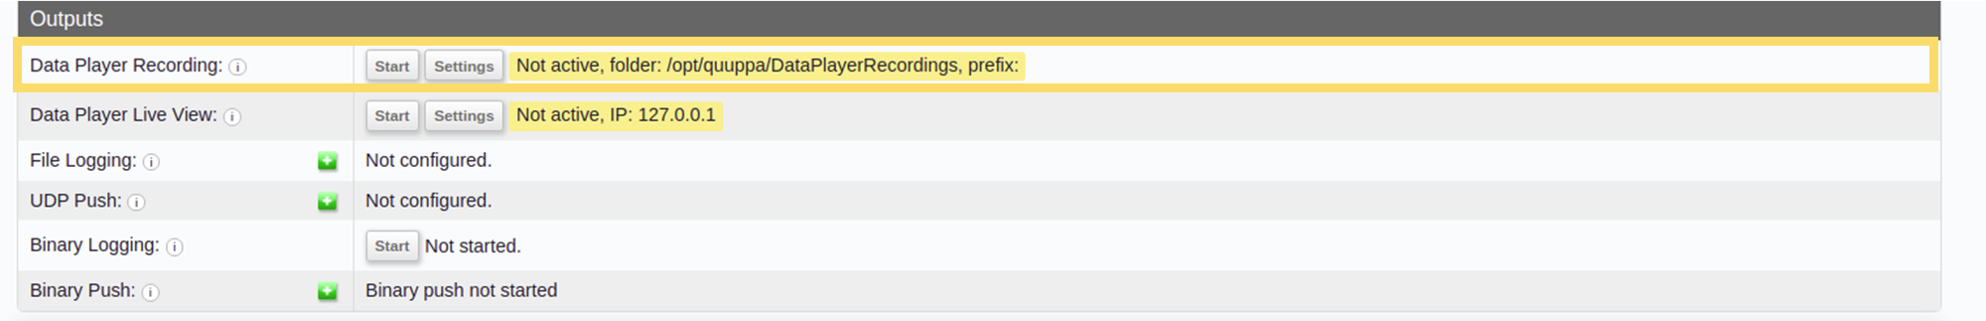 Outputs
Data Player Recording: i Start Settings Not active, folder: /opt/quuppa/DataPlayerRecordings, prefix:
Data Player Live View: i Start Settings Not active, IP: 127.0.0.1
File Logging: i + Not configured.
UDP Push: i + Not configured.
Binary Logging: i Start Not started.
Binary Push: i + Binary push not started